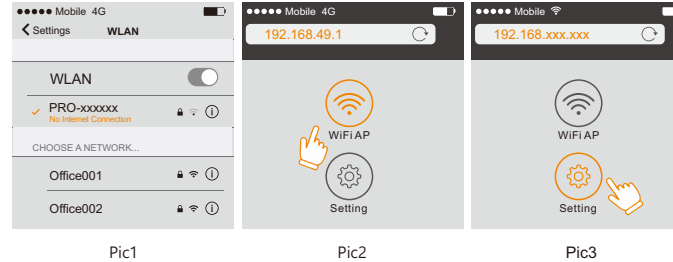 Mobile 4G
Settings WLAN
WLAN
PRO-xxxxxx
No Internet Connection
CHOOSE A NETWORK...
Office001
Office002
Pic1
Mobile 4G
192.168.49.1
WiFi AP
Setting
Pic2
Mobile
192.168.xxx.xxx
WiFi AP
Setting
Pic3